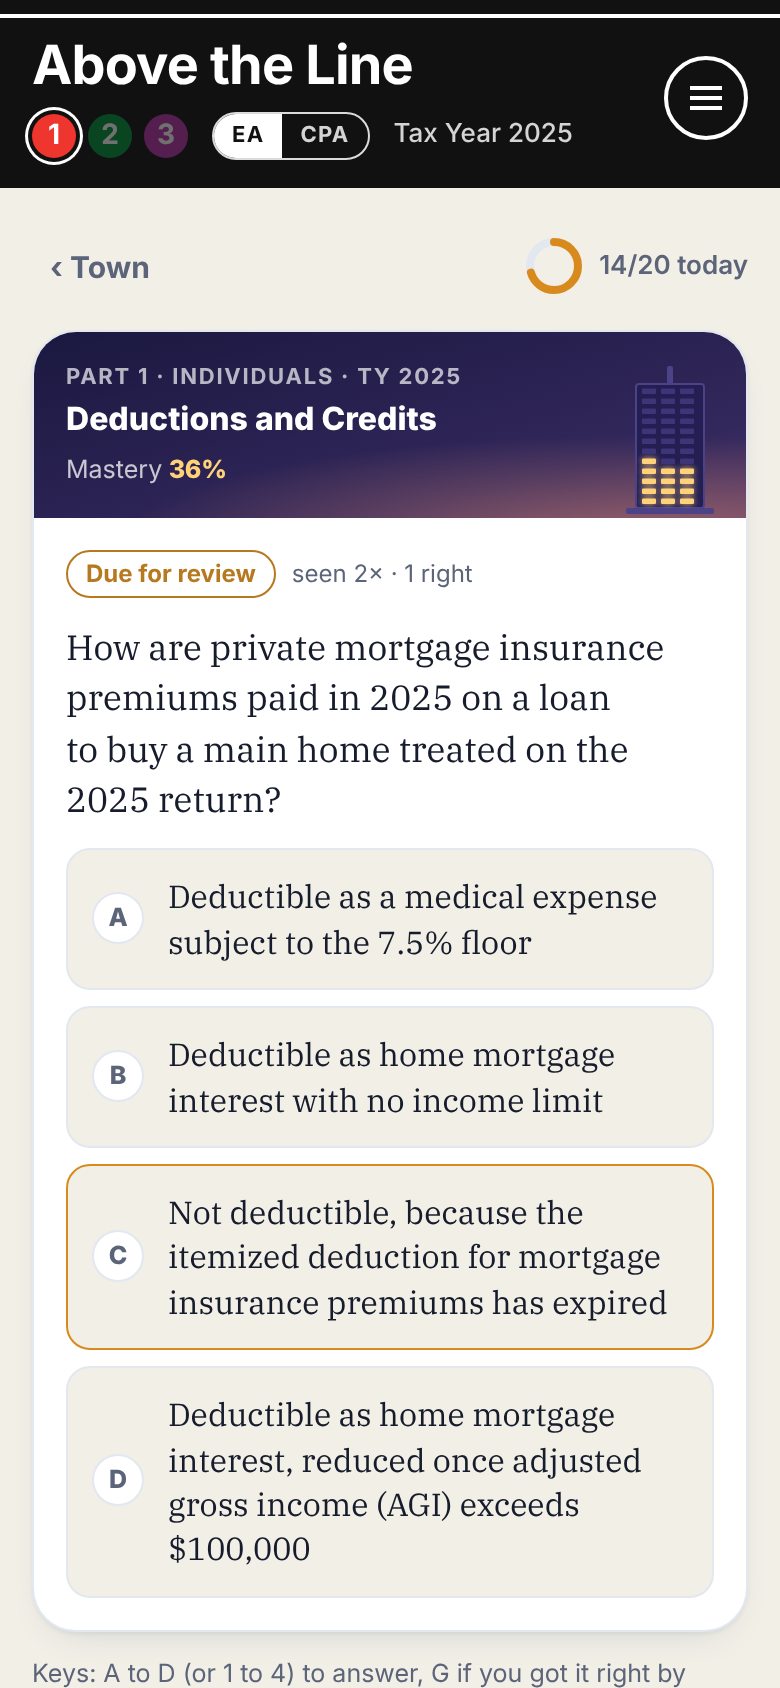 Above the Line
1 2 3 EA CPA Tax Year 2025
‹ Town
14/20 today
PART 1 · INDIVIDUALS · TY 2025
Deductions and Credits
Mastery 36%
Due for review seen 2× · 1 right
How are private mortgage insurance
premiums paid in 2025 on a loan
to buy a main home treated on the
2025 return?
A Deductible as a medical expense
subject to the 7.5% floor
B Deductible as home mortgage
interest with no income limit
C Not deductible, because the
itemized deduction for mortgage
insurance premiums has expired
D Deductible as home mortgage
interest, reduced once adjusted
gross income (AGI) exceeds
$100,000
Keys: A to D (or 1 to 4) to answer, G if you got it right by